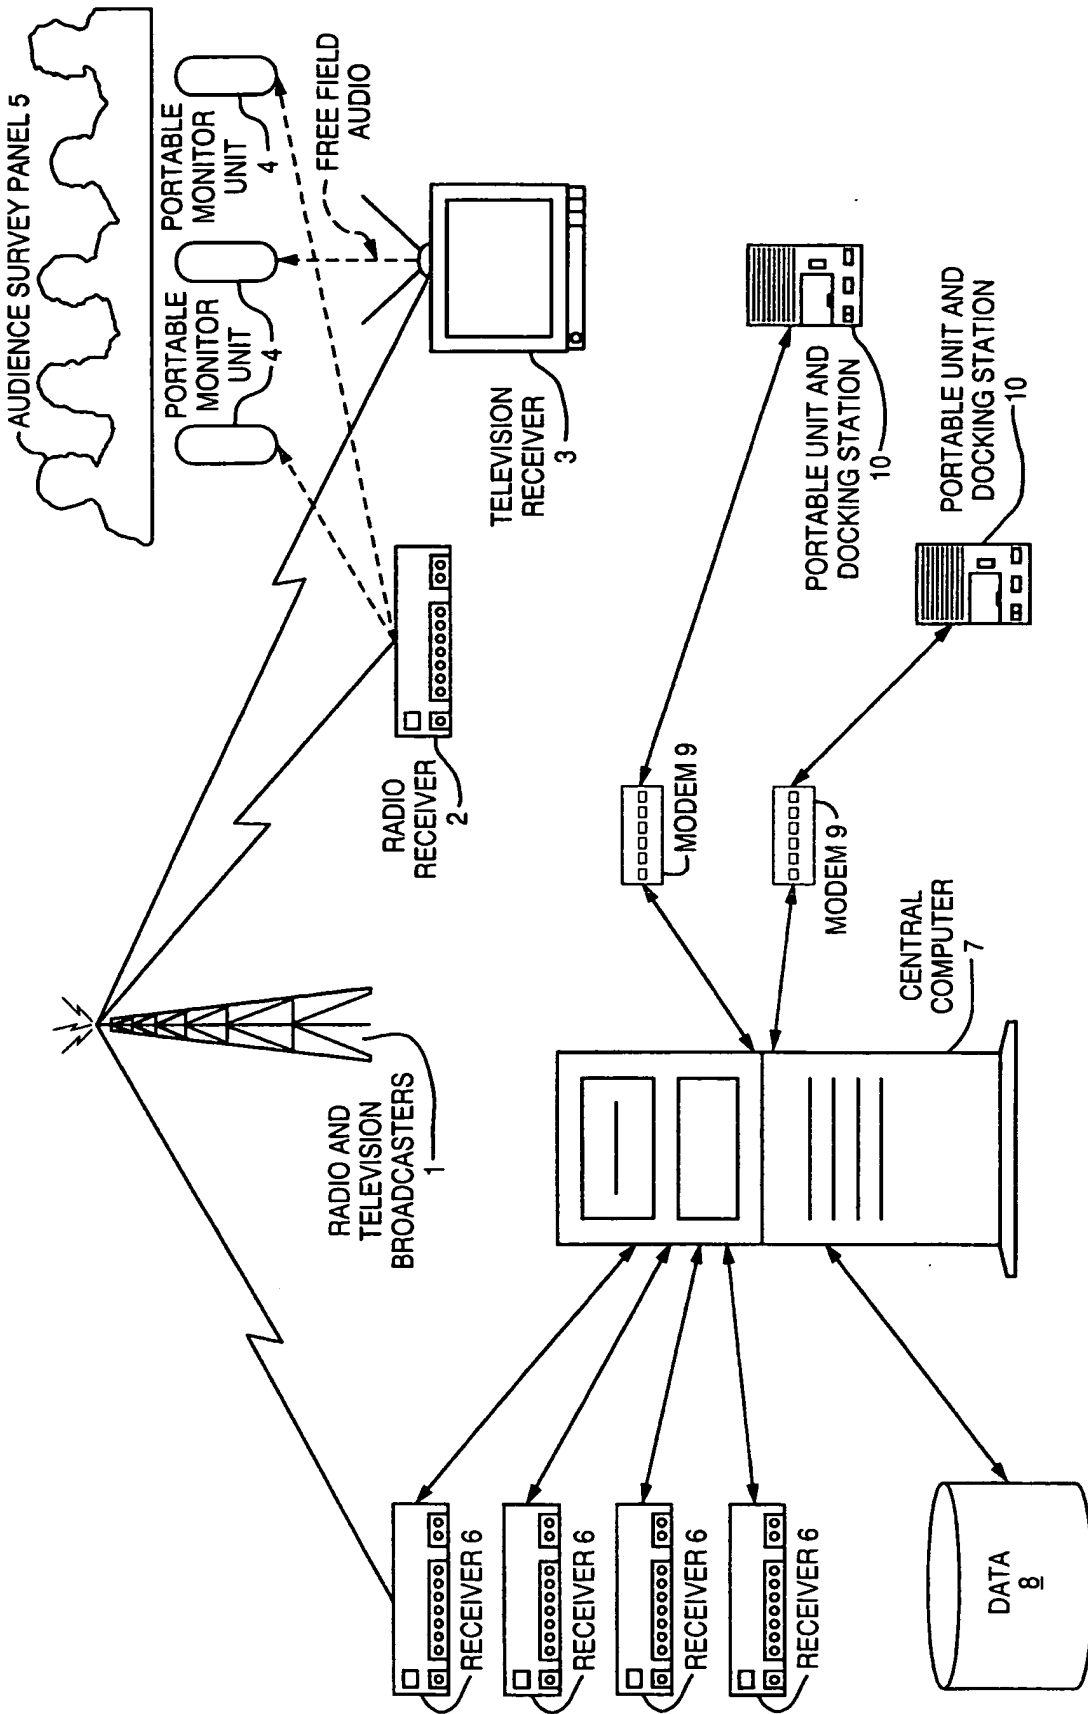 AUDIENCE SURVEY PANEL 5
PORTABLE
MONITOR
UNIT
4
PORTABLE
MONITOR
UNIT
4
FREE FIELD
AUDIO
RADIO AND
TELEVISION
BROADCASTERS
1
RADIO
RECEIVER
2
TELEVISION
RECEIVER
3
RECEIVER 6
RECEIVER 6
RECEIVER 6
RECEIVER 6
DATA
8
CENTRAL
COMPUTER
7
MODEM 9
MODEM 9
PORTABLE UNIT AND
DOCKING STATION
10
PORTABLE UNIT AND
DOCKING STATION
10